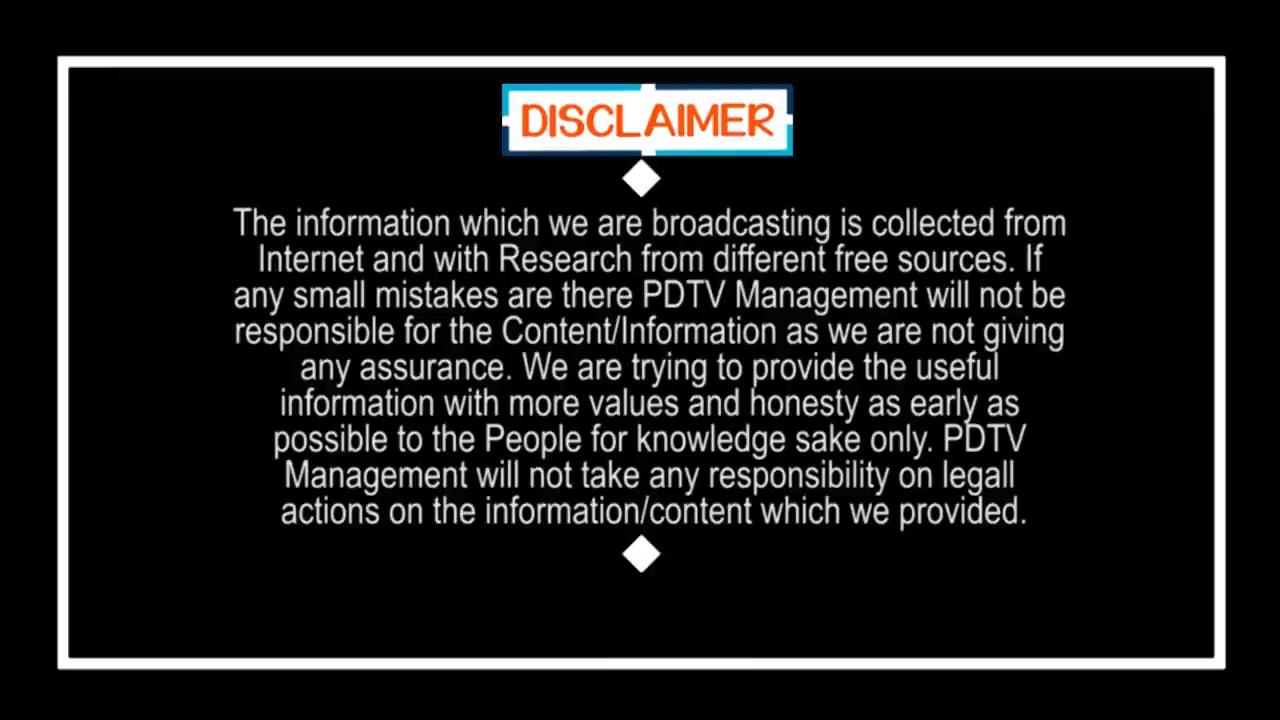 DISCLAIMER
The information which we are broadcasting is collected from
Internet and with Research from different free sources. If
any small mistakes are there PDTV Management will not be
responsible for the Content/Information as we are not giving
any assurance. We are trying to provide the useful
information with more values and honesty as early as
possible to the People for knowledge sake only. PDTV
Management will not take any responsibility on legall
actions on the information/content which we provided.